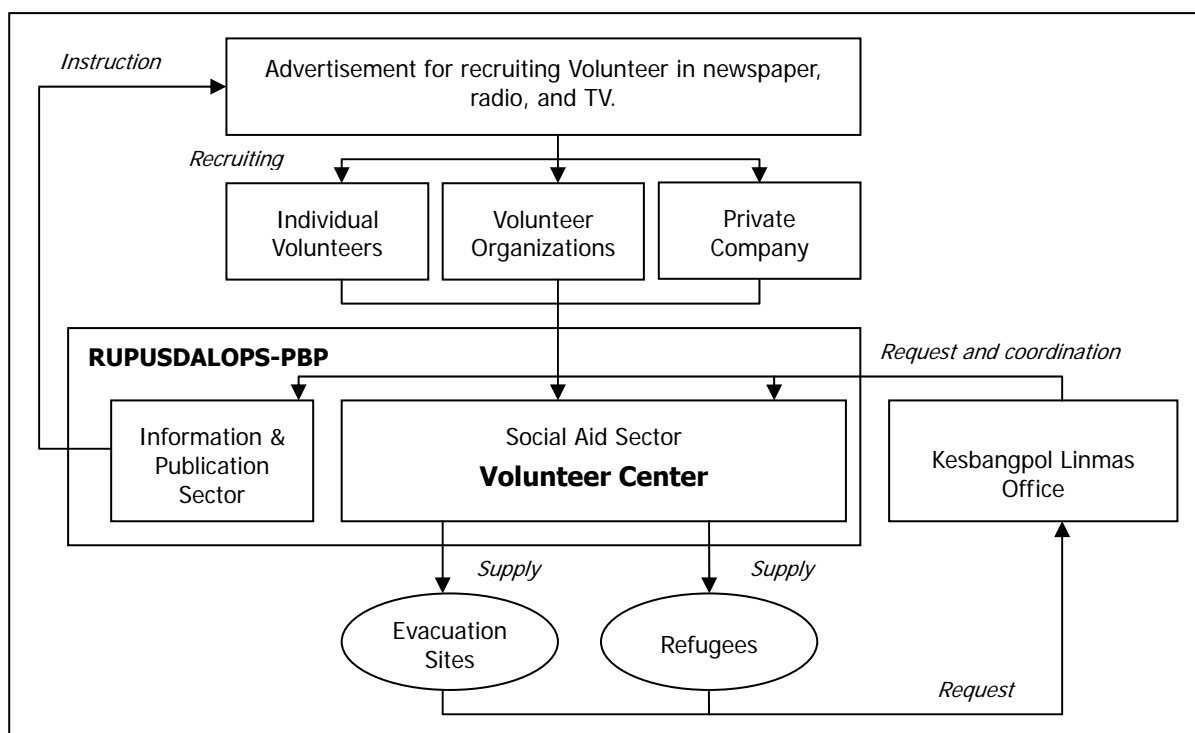 Instruction
Advertisement for recruiting Volunteer in newspaper,
radio, and TV.
Recruiting
Individual
Volunteers
Volunteer
Organizations
Private
Company
RUPUSDALOPS-PBP
Request and coordination
Information &
Publication
Sector
Social Aid Sector
Volunteer Center
Kesbangpol Linmas
Office
Supply
Supply
Evacuation
Sites
Refugees
Request